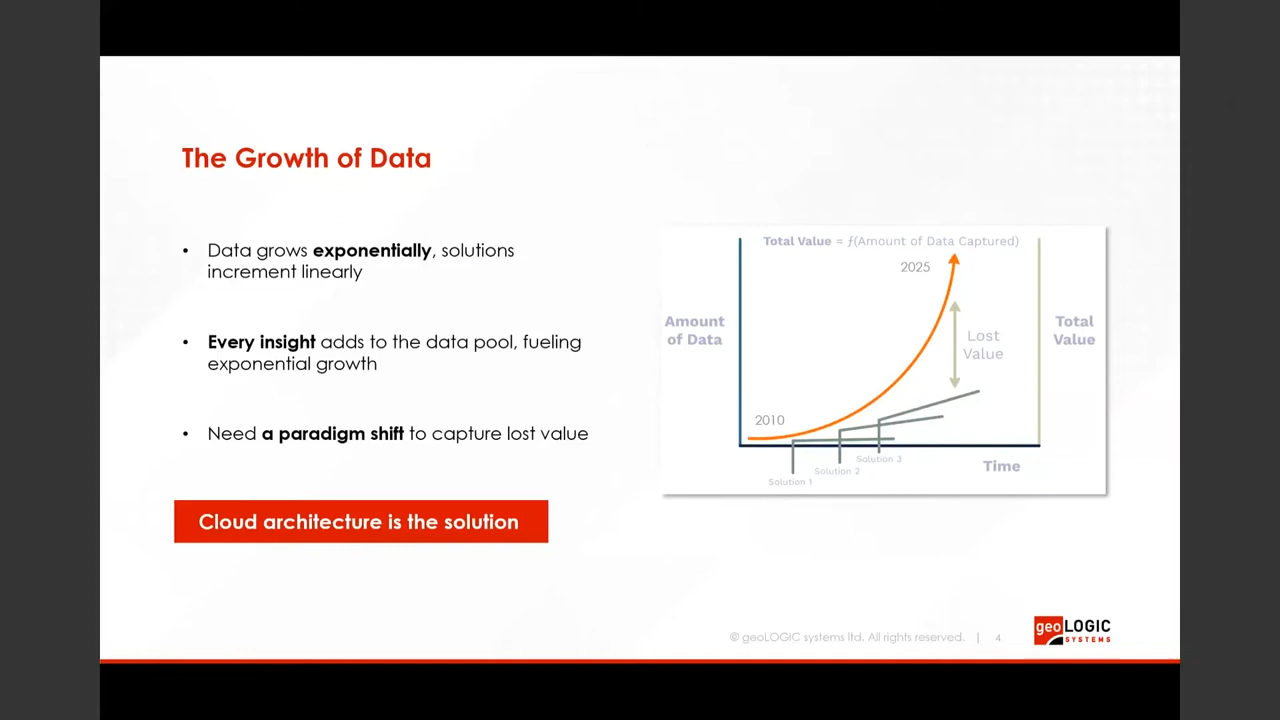 The Growth of Data
• Data grows exponentially, solutions
increment linearly
• Every insight adds to the data pool, fueling
exponential growth
• Need a paradigm shift to capture lost value
Cloud architecture is the solution
Total Value = ƒ(Amount of Data Captured)
2025
Amount
of Data
Lost
Value
Total
Value
2010
Solution 1
Solution 2
Solution 3
Time
© geoLOGIC systems ltd. All rights reserved. | 4
geo LOGIC
SYSTEMS